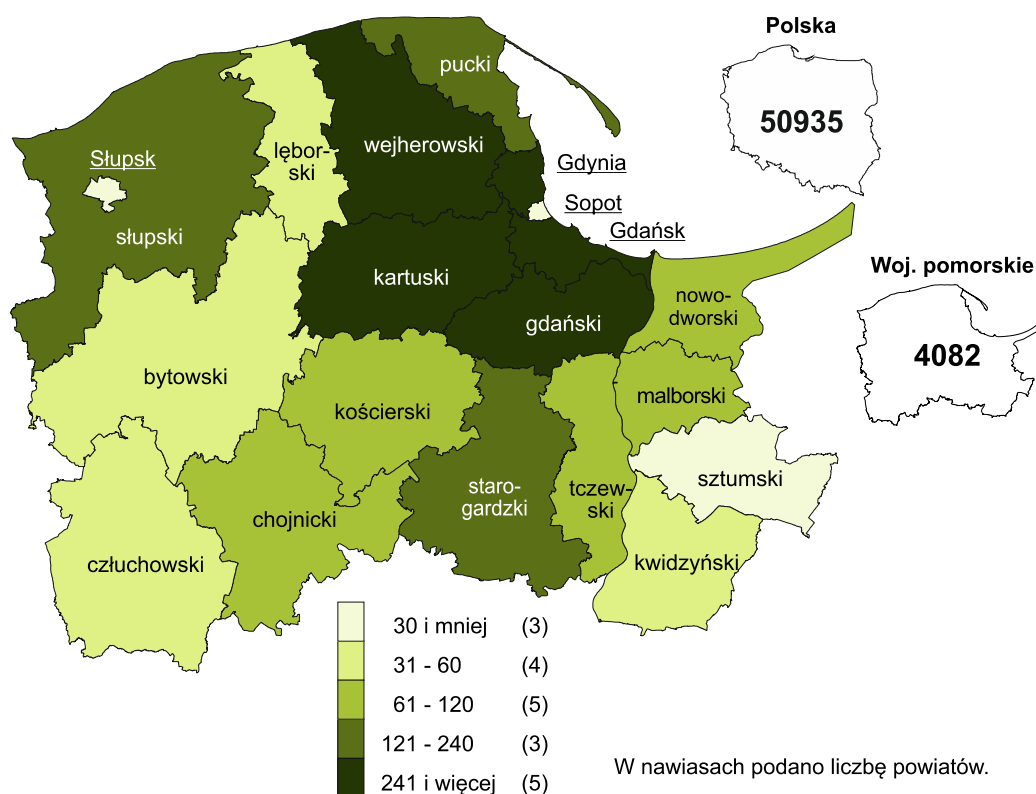 Polska
50935
pucki
wejherowski
lębor-
ski
Słupsk
Gdynia
Sopot
Gdańsk
słupski
Woj. pomorskie
4082
kartuski
gdański
nowo-
dworski
bytowski
kościerski
malborski
staro-
gardzki
tczew-
ski
sztumski
chojnicki
człuchowski
kwidzyński
30 i mniej (3)
31 - 60 (4)
61 - 120 (5)
121 - 240 (3)
241 i więcej (5)
W nawiasach podano liczbę powiatów.